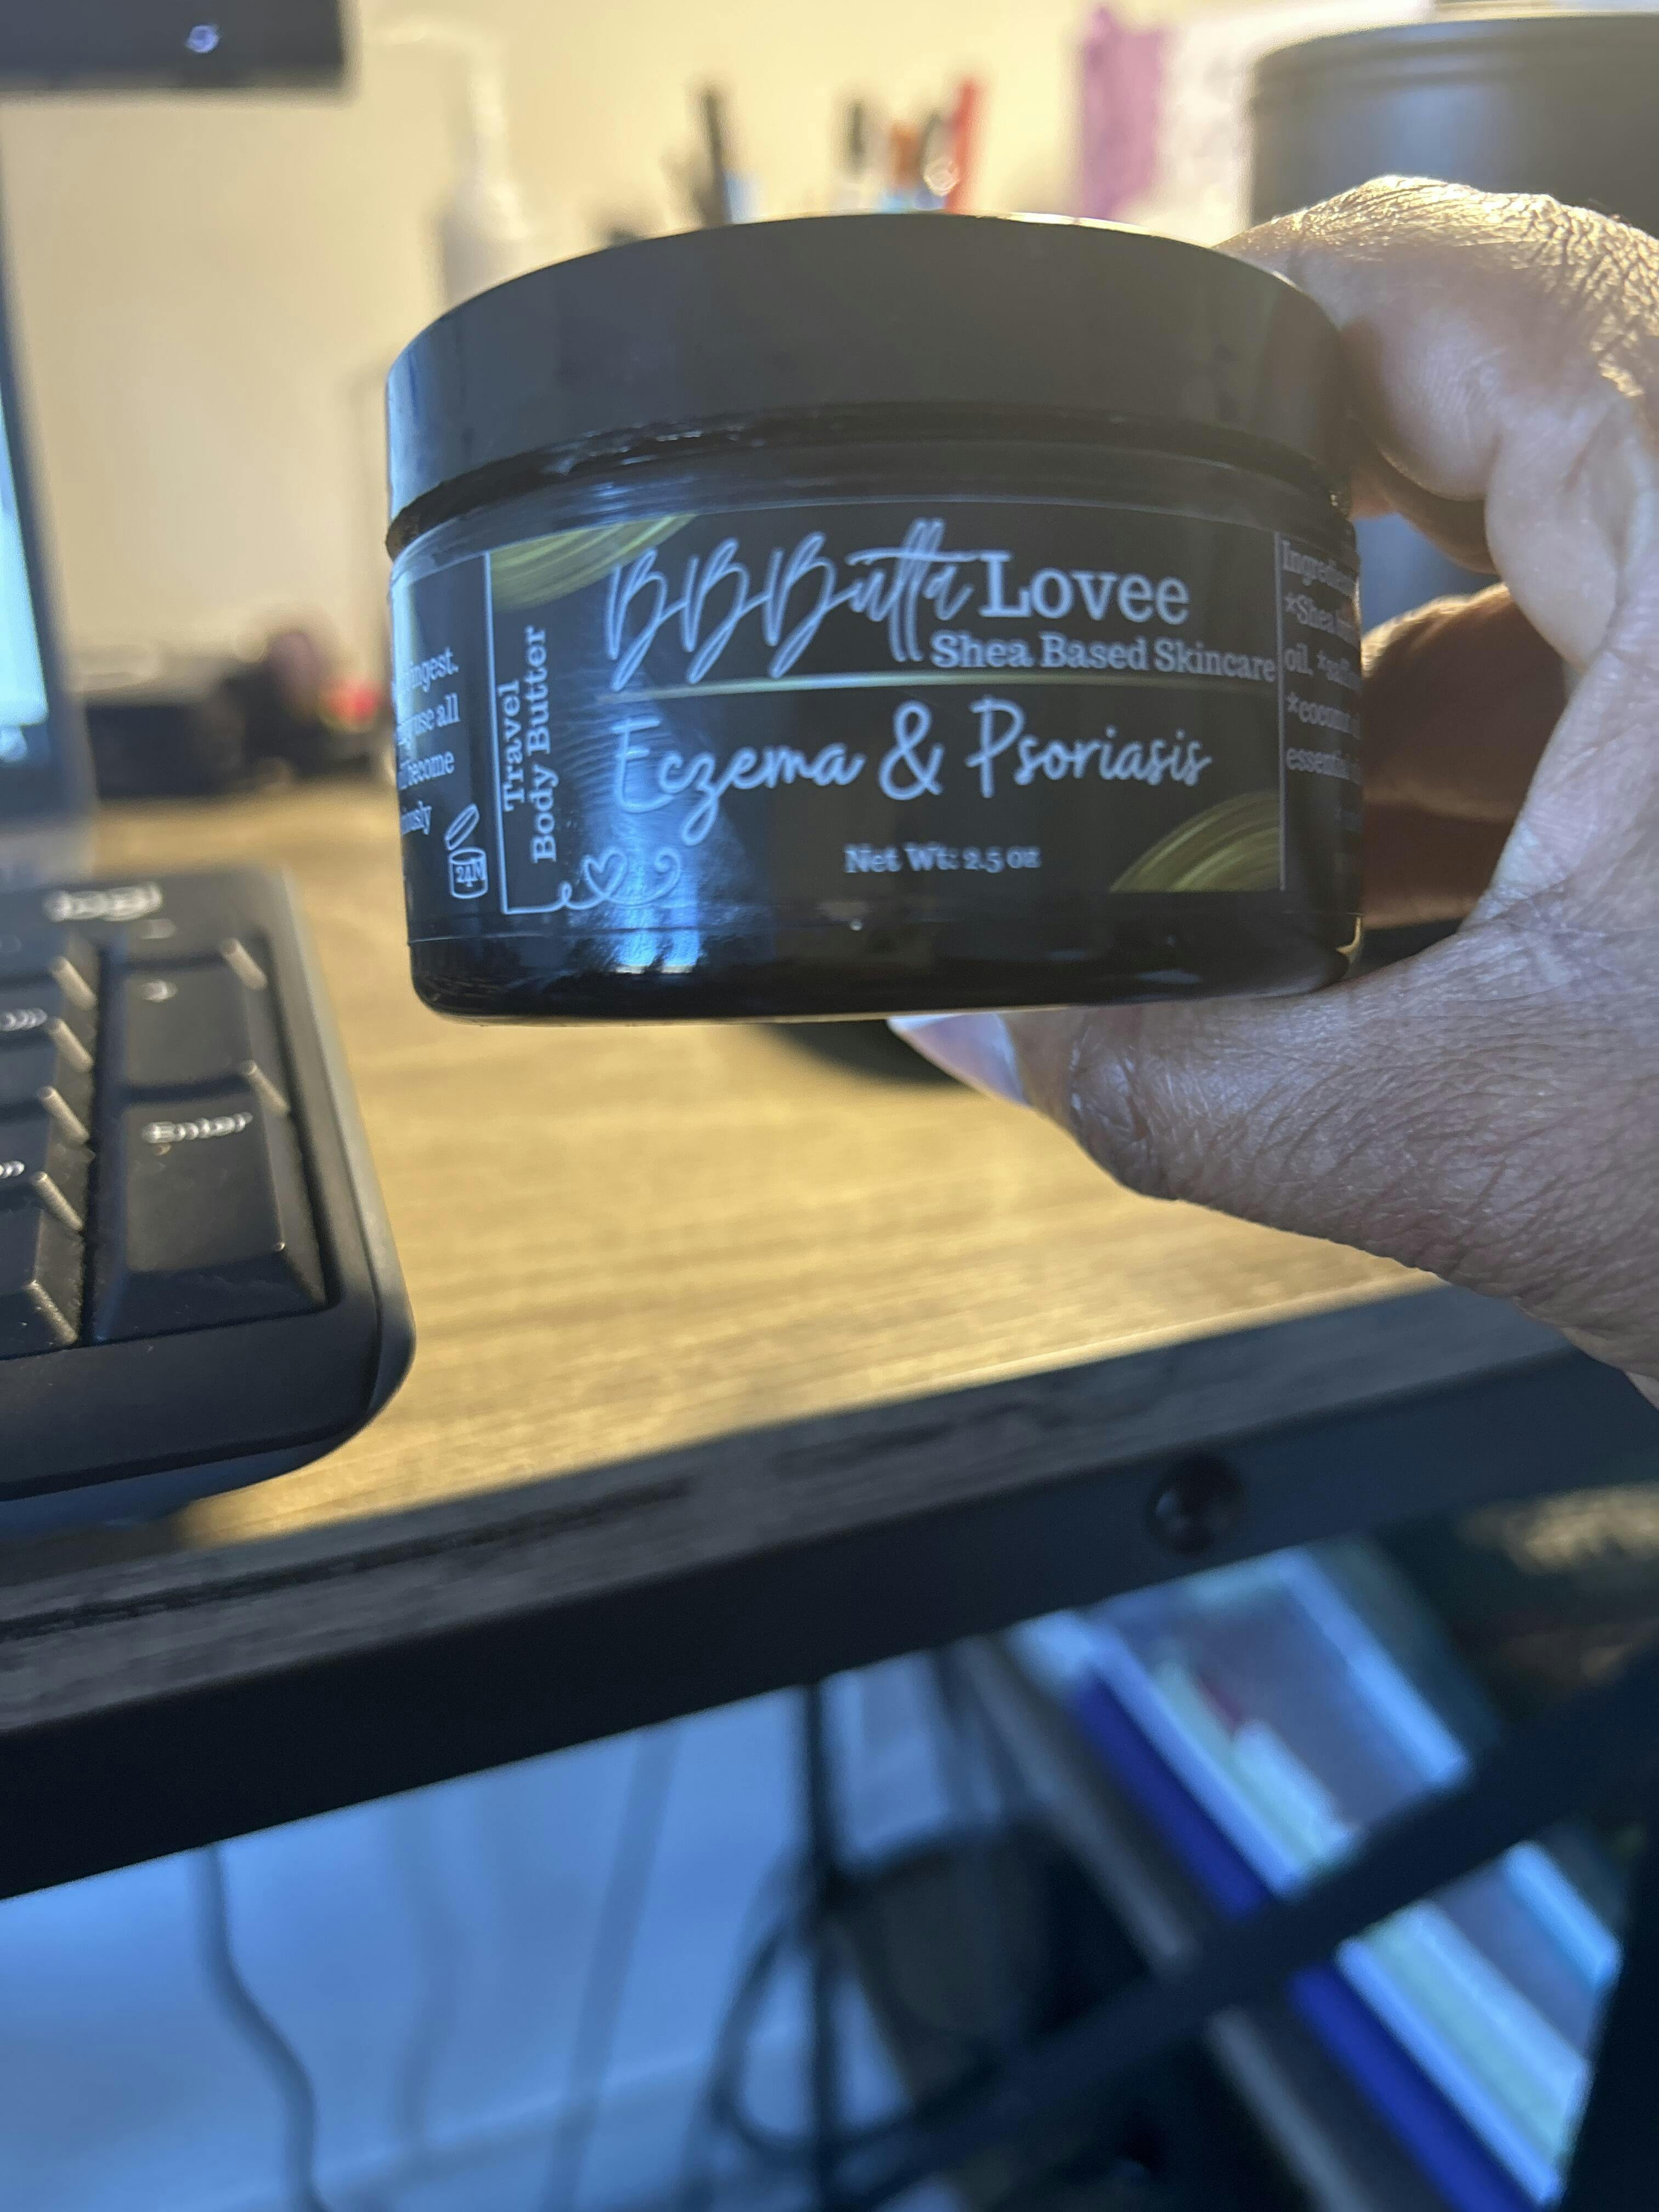 BBButta Lovee
Shea Based Skincare
Eczema & Psoriasis
Net Wt: 2.5 oz
Travel
Body Butter
use all
become
24M
*Shea
oil,
essential
Enter